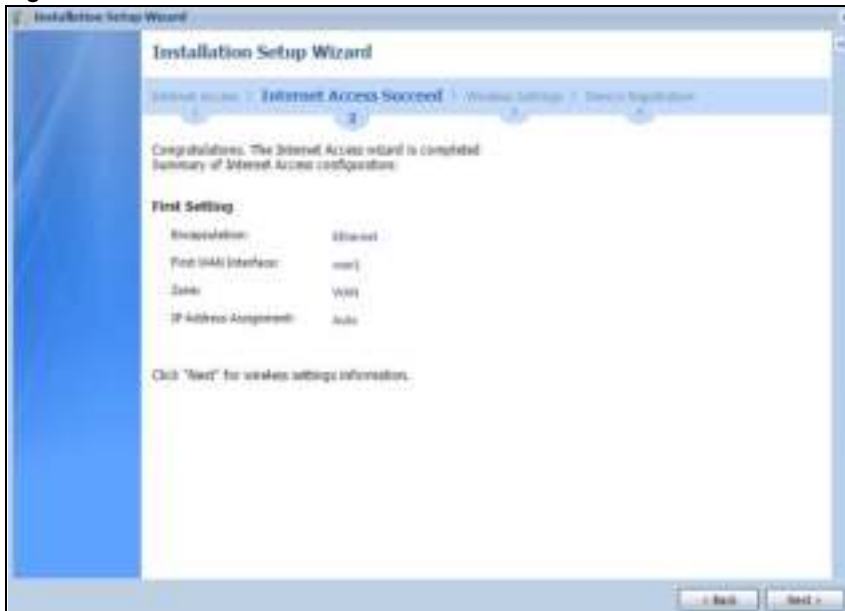 Installation Setup Wizard
Installation Setup Wizard
Internet Access > Internet Access Succeed > Wireless Settings > Device Registration
1 2 3 4
Congratulations. The Internet Access wizard is completed
Summary of Internet Access configuration:
First Setting
Encapsulation: Ethernet
First WAN Interface: wan1
Zone: WAN
IP Address Assignment: Auto
Click "Next" for wireless settings information.
< Back Next >